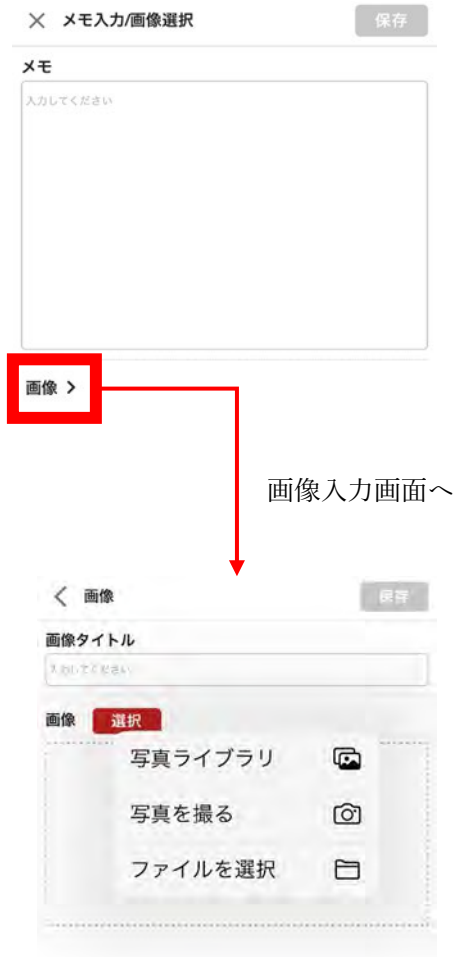 メモ入力/画像選択
保存
メモ
入力してください
画像
画像入力画面へ
画像
保存
画像タイトル
入力してください
画像 選択
写真ライブラリ
写真を撮る
ファイルを選択